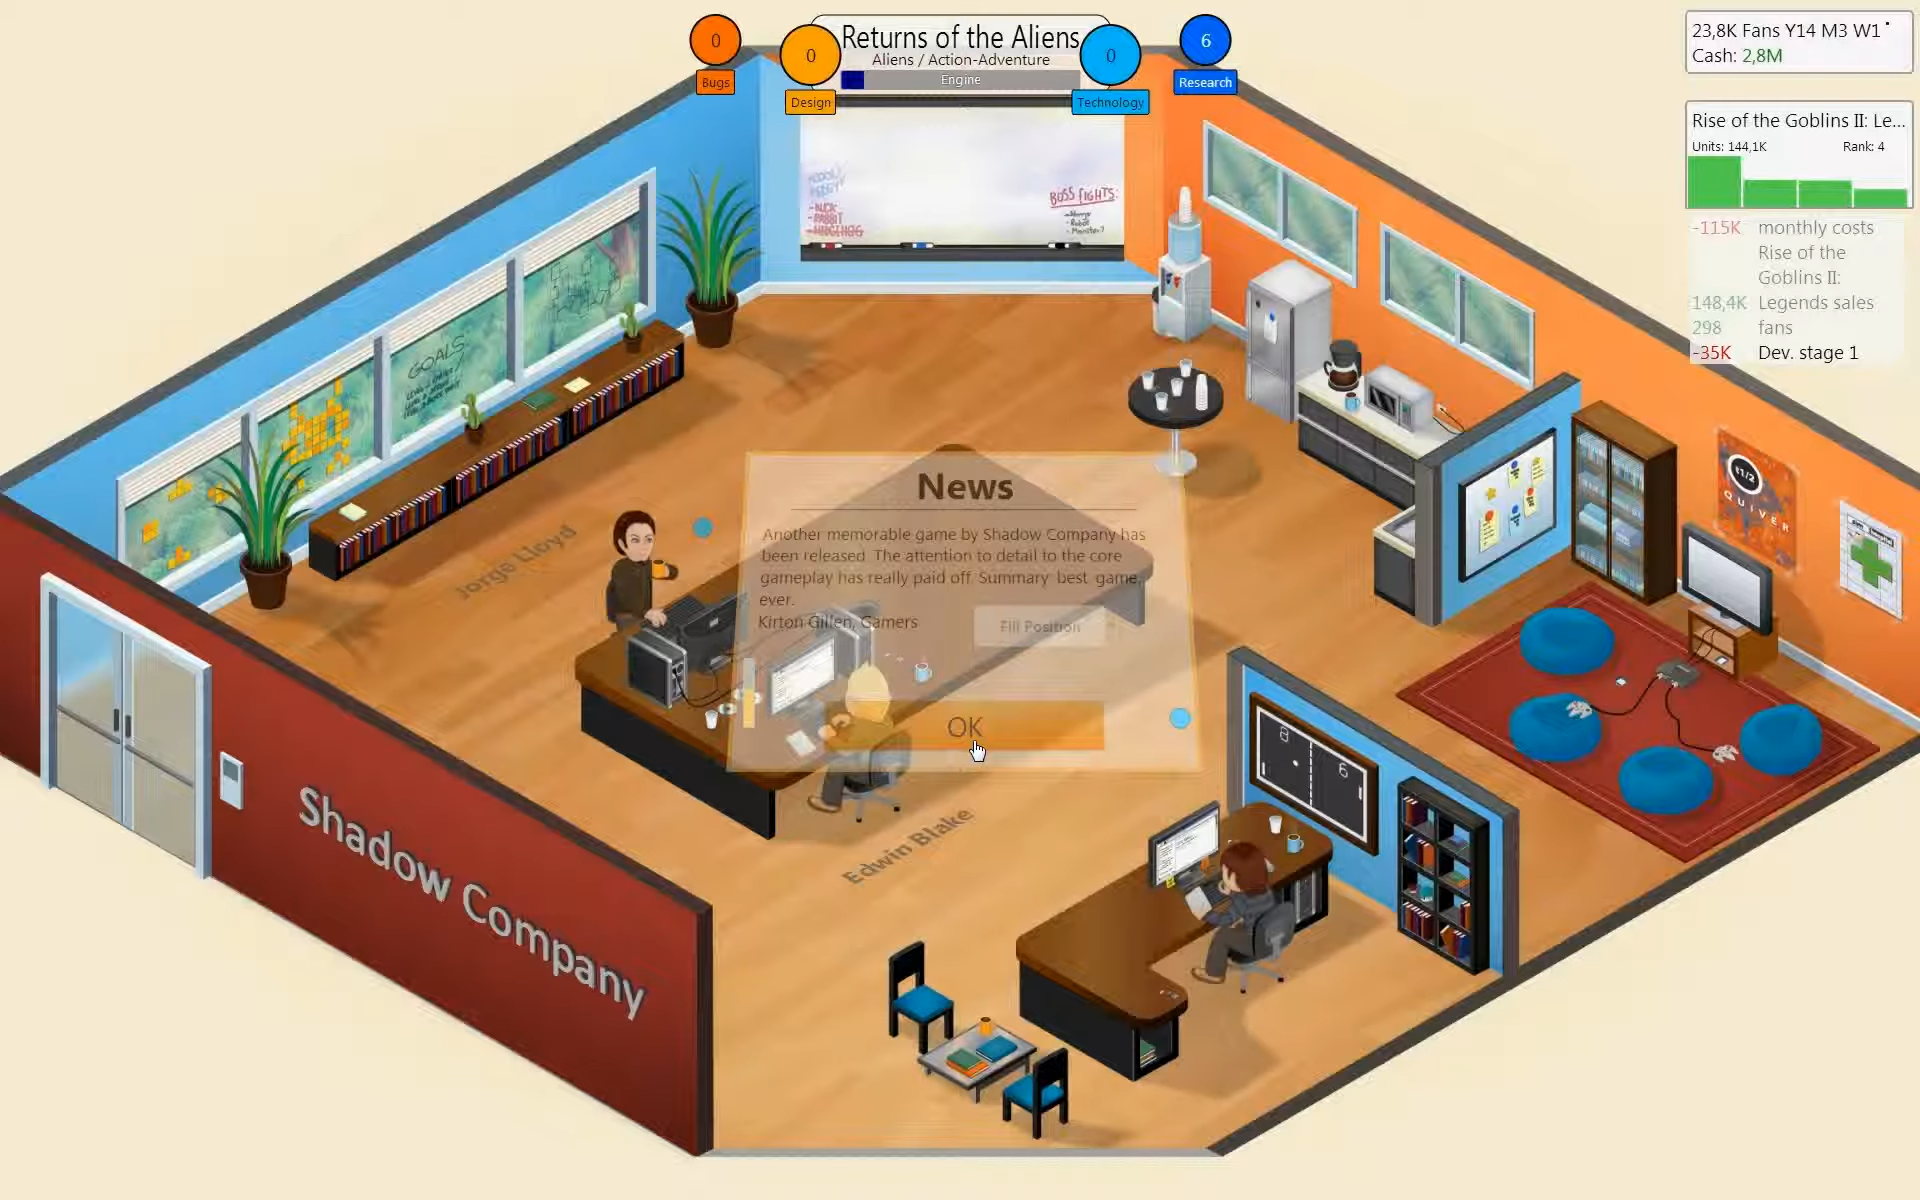 0
Bugs
0
Design
Returns of the Aliens
Aliens / Action-Adventure
Engine
0
Technology
6
Research
23,8K Fans Y14 M3 W1
Cash: 2,8M
Rise of the Goblins II: Le...
Units: 144,1K
Rank: 4
-115K monthly costs
Rise of the
Goblins II:
148,4K Legends sales
298 fans
-35K Dev. stage 1
BOSS FIGHTS:
- Robot
GOALS
Jorge Lloyd
News
Another memorable game by Shadow Company has
been released. The attention to detail to the core
gameplay has really paid off. Summary best game
ever.
Kirton Gillen, Gamers
Fill Position
OK
Edwin Blake
Shadow Company
QUIVER
6